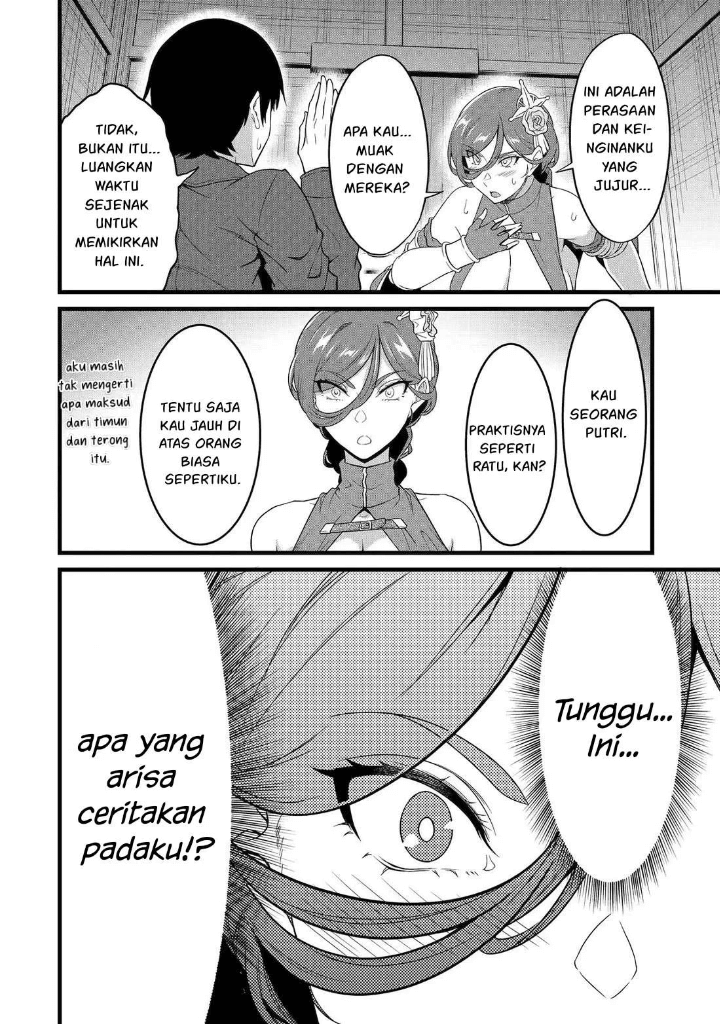 INI ADALAH
PERASAAN
DAN KEI-
NGINANKU
YANG
JUJUR...
APA KAU...
MUAK
DENGAN
MEREKA?
TIDAK,
BUKAN ITU...
LUANGKAN
WAKTU
SEJENAK
UNTUK
MEMIKIRKAN
HAL INI.
KAU
SEORANG
PUTRI.
PRAKTISNYA
SEPERTI
RATU, KAN?
TENTU SAJA
KAU JAUH DI
ATAS ORANG
BIASA
SEPERTIKU.
aku masih
tak mengerti
apa maksud
dari timun
dan terong
itu.
Tunggu...
Ini...
apa yang
arisa
ceritakan
padaku!?